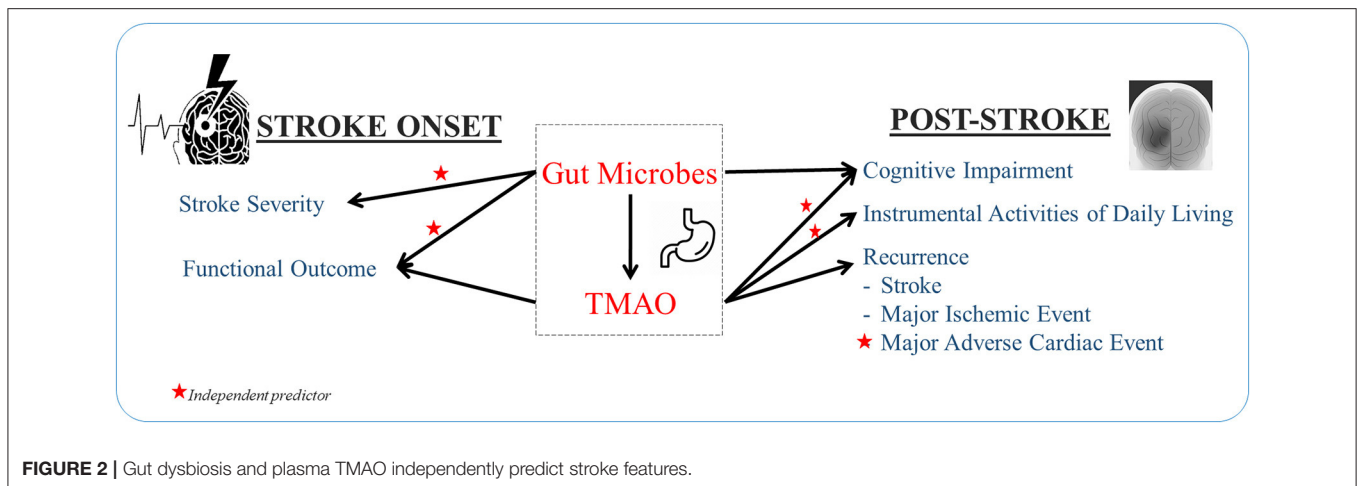 STROKE ONSET
Stroke Severity
Functional Outcome
Gut Microbes
TMAO
POST-STROKE
Cognitive Impairment
Instrumental Activities of Daily Living
Recurrence
- Stroke
- Major Ischemic Event
Major Adverse Cardiac Event
Independent predictor
FIGURE 2 | Gut dysbiosis and plasma TMAO independently predict stroke features.